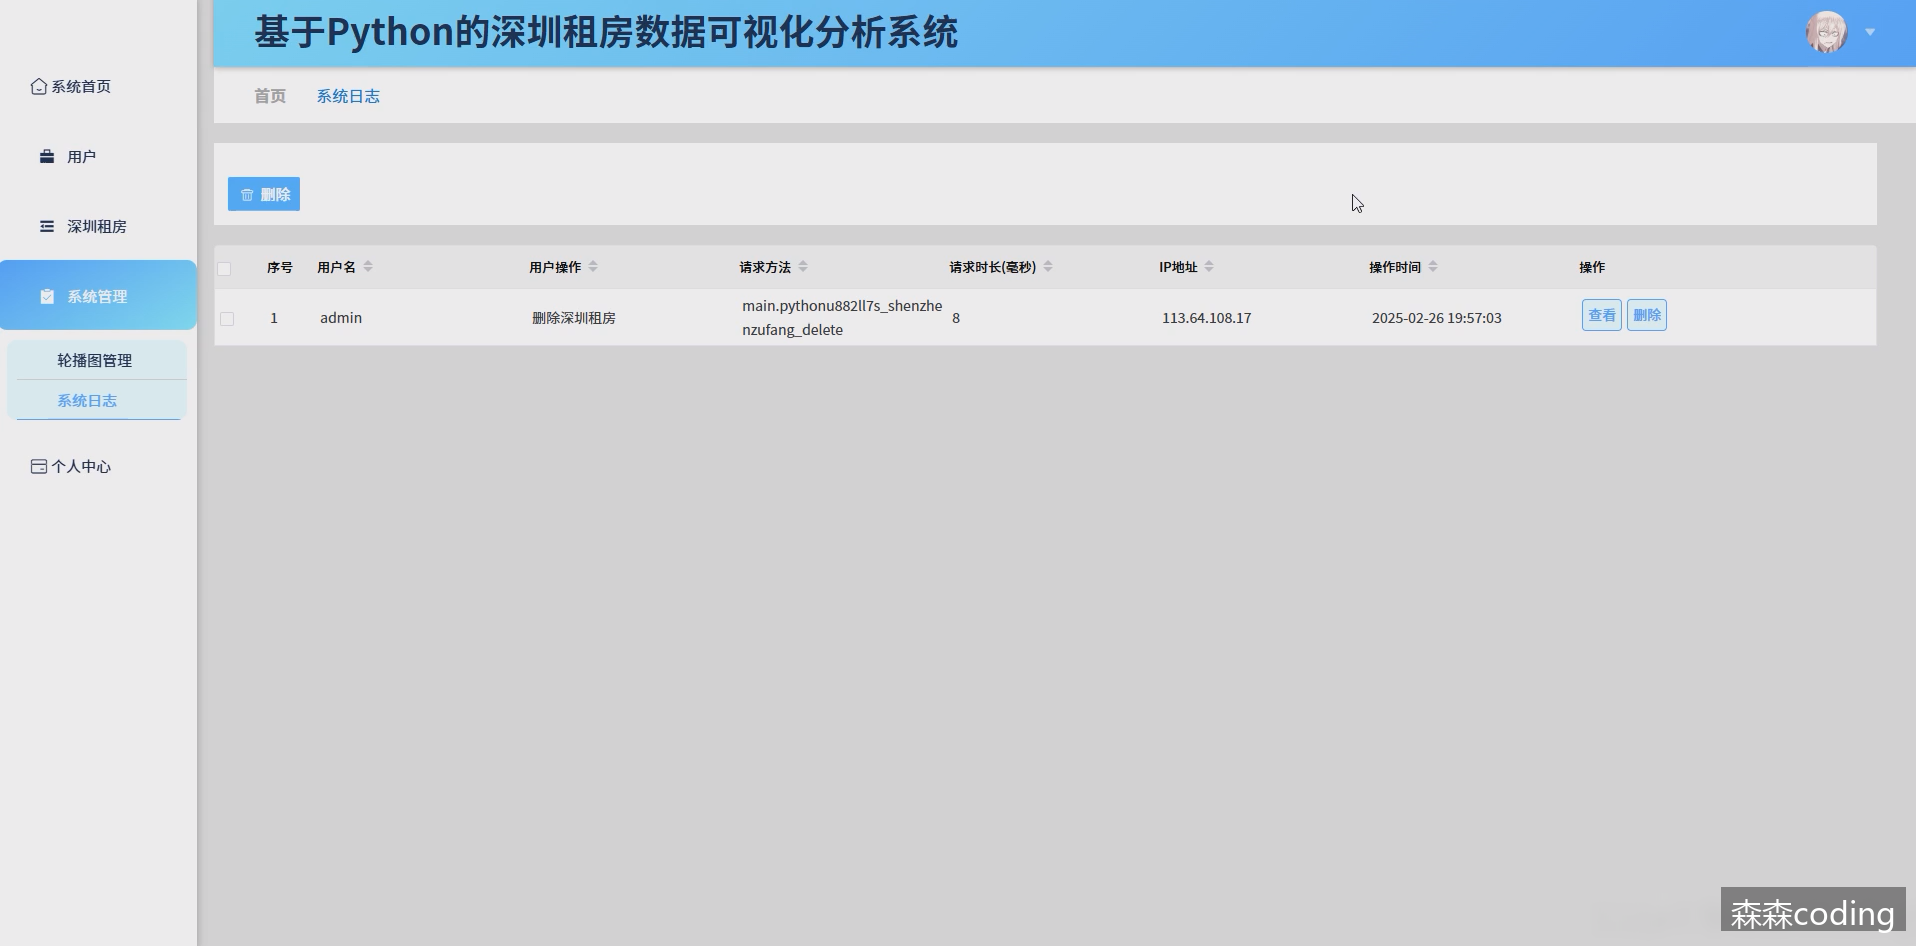 基于Python的深圳租房数据可视化分析系统
系统首页
用户
深圳租房
系统管理
轮播图管理
系统日志
个人中心
首页 系统日志
删除
序号 用户名 用户操作 请求方法 请求时长(毫秒) IP地址 操作时间 操作
1 admin 删除深圳租房 main.pythonu882ll7s_shenzhe
nzufang_delete 8 113.64.108.17 2025-02-26 19:57:03 查看 删除
森森coding